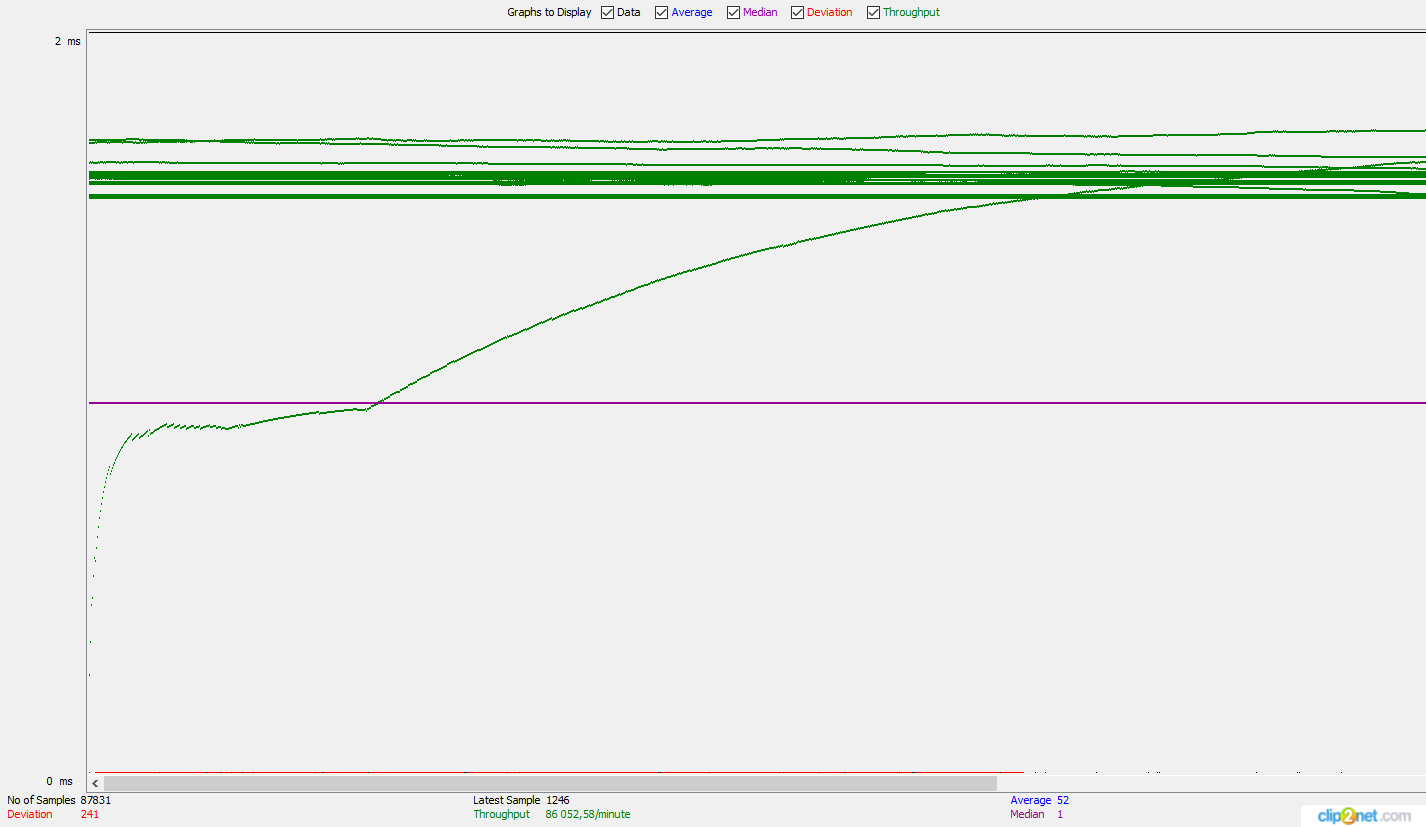 Graphs to Display Data Average Median Deviation Throughput
2 ms
0 ms
No of Samples 87831 Latest Sample 1246 Average 52
Deviation 241 Throughput 86 052,58/minute Median 1
clip2net.com